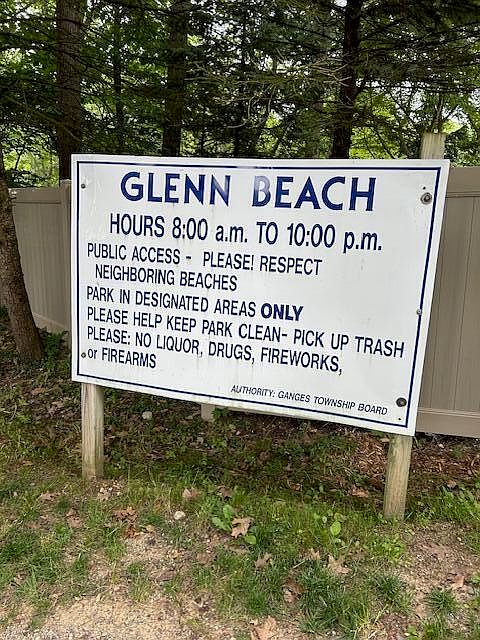 GLENN BEACH
HOURS 8:00 a.m. TO 10:00 p.m.
PUBLIC ACCESS - PLEASE! RESPECT
NEIGHBORING BEACHES
PARK IN DESIGNATED AREAS ONLY
PLEASE HELP KEEP PARK CLEAN- PICK UP TRASH
PLEASE: NO LIQUOR, DRUGS, FIREWORKS,
or FIREARMS
AUTHORITY: GANGES TOWNSHIP BOARD